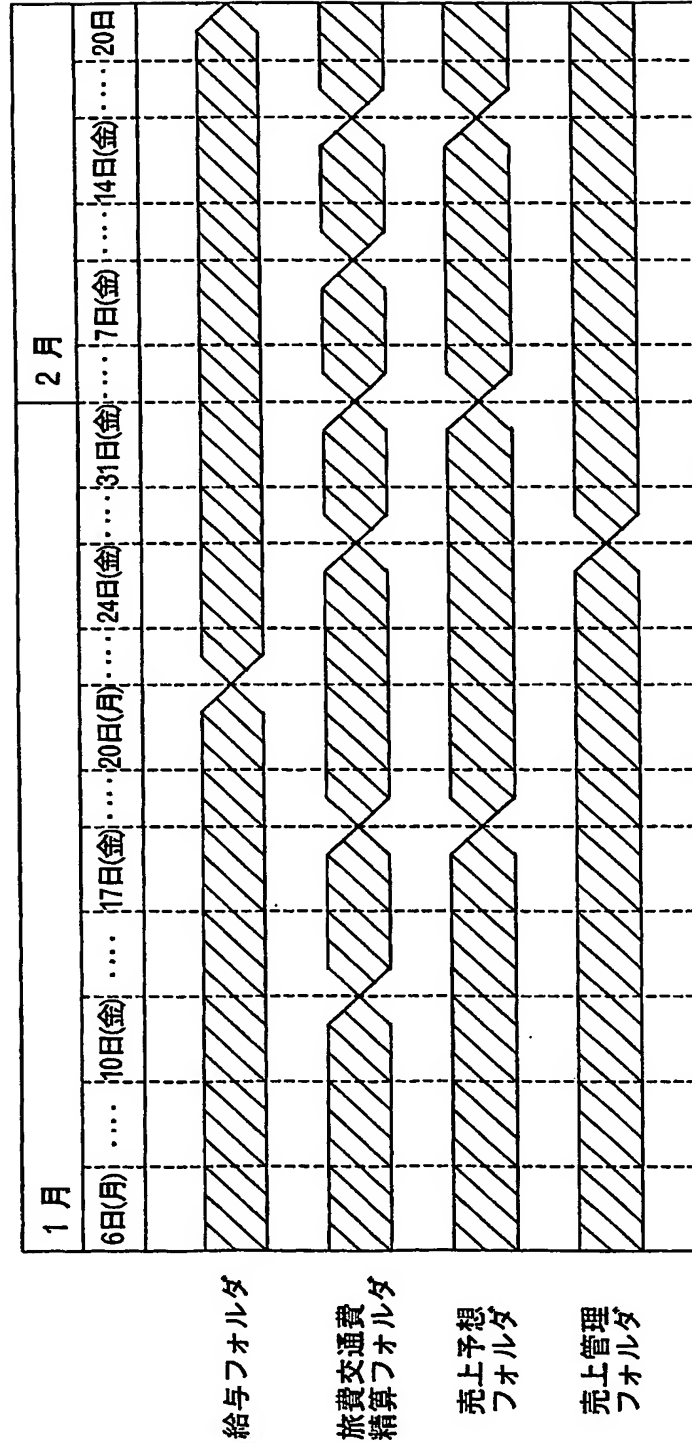 1月
2月
6日(月) ‥‥ 10日(金) ‥‥ 17日(金) ‥‥ 20日(月) ‥‥ 24日(金) ‥‥ 31日(金) ‥‥ 7日(金) ‥‥ 14日(金) ‥‥ 20日
給与フォルダ
旅費交通費
精算フォルダ
売上予想
フォルダ
売上管理
フォルダ